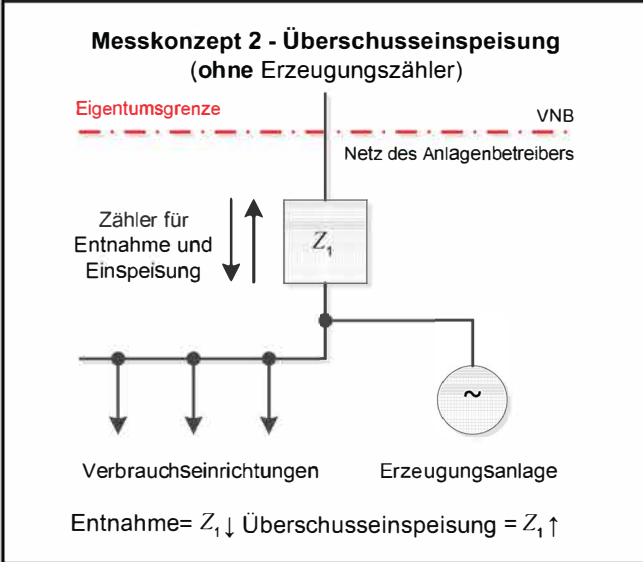 Messkonzept 2 - Überschusseinspeisung
(ohne Erzeugungszähler)
Eigentumsgrenze
VNB
Netz des Anlagenbetreibers
Zähler für
Entnahme und
Einspeisung
Z₁
~
Verbrauchseinrichtungen
Erzeugungsanlage
Entnahme= Z₁↓ Überschusseinspeisung = Z₁↑